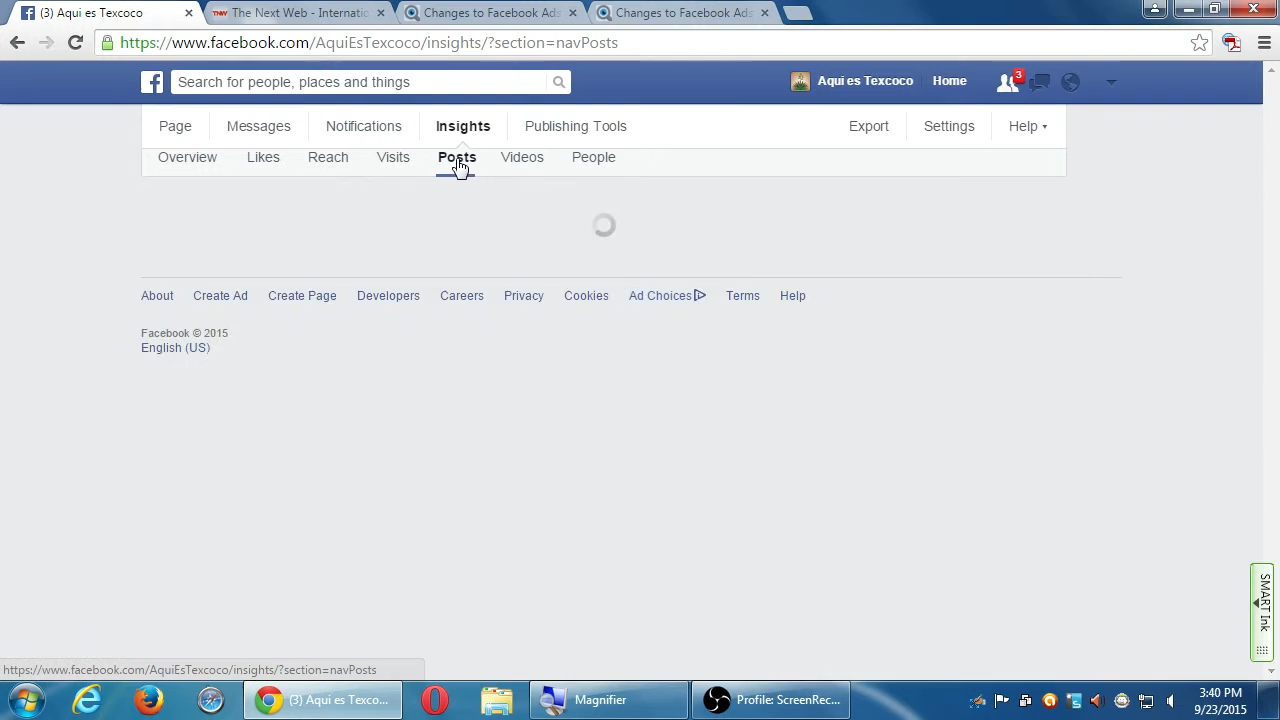 (3) Aqui es Texcoco
TNW The Next Web - Internatio
Changes to Facebook Ads
Changes to Facebook Ads
https://www.facebook.com/AquiEsTexcoco/insights/?section=navPosts
Search for people, places and things
Aqui es Texcoco
Home
3
Page
Messages
Notifications
Insights
Publishing Tools
Export
Settings
Help
Overview
Likes
Reach
Visits
Posts
Videos
People
About
Create Ad
Create Page
Developers
Careers
Privacy
Cookies
Ad Choices
Terms
Help
Facebook © 2015
English (US)
SMART Ink
https://www.facebook.com/AquiEsTexcoco/insights/?section=navPosts
(3) Aqui es Texco...
Magnifier
Profile: ScreenRec...
3:40 PM
9/23/2015